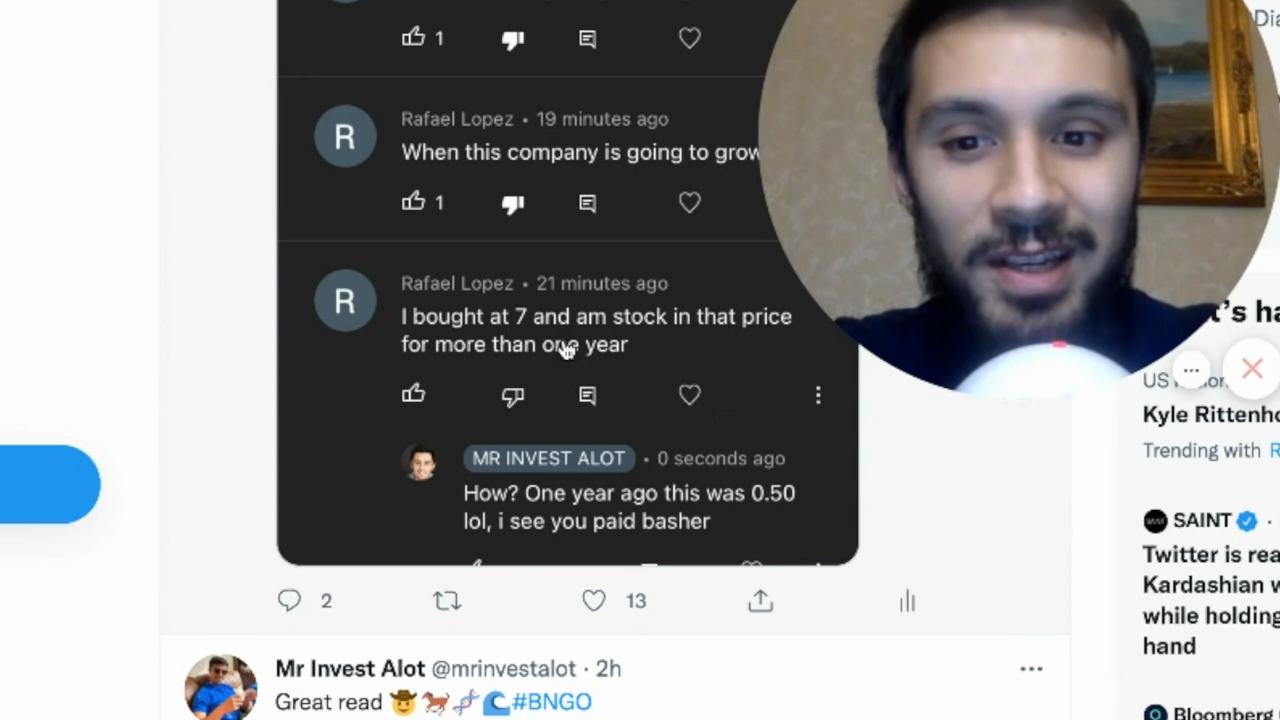 Dia
1
R
Rafael Lopez • 19 minutes ago
When this company is going to grow
1
R
Rafael Lopez • 21 minutes ago
I bought at 7 and am stock in that price
for more than one year
MR INVEST ALOT • 0 seconds ago
How? One year ago this was 0.50
lol, i see you paid basher
2
13
Mr Invest Alot @mrinvestalot · 2h
Great read #BNGO
t's ha
US
Kyle Rittenho
Trending with R
SAINT ·
Twitter is rea
Kardashian w
while holding
hand
Bloomberg